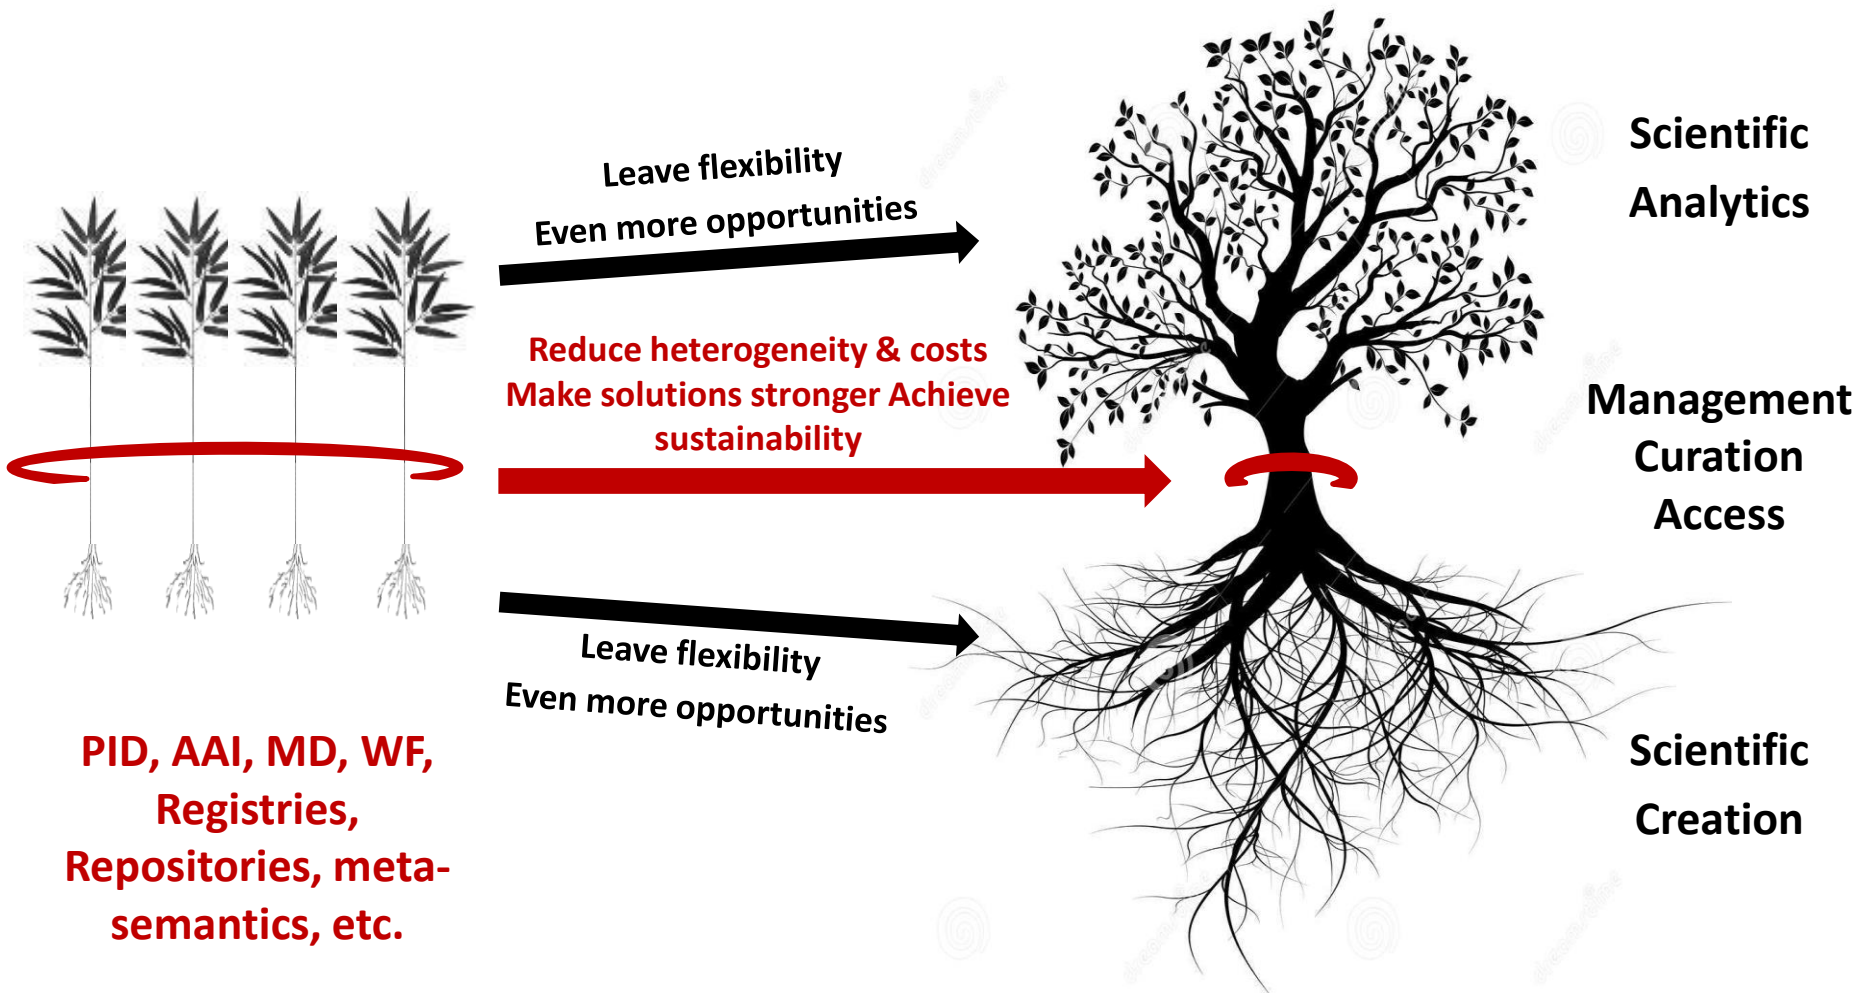 Leave flexibility
Even more opportunities
Reduce heterogeneity & costs
Make solutions stronger Achieve
sustainability
Leave flexibility
Even more opportunities
PID, AAI, MD, WF,
Registries,
Repositories, meta-
semantics, etc.
Scientific
Analytics
Management
Curation
Access
Scientific
Creation